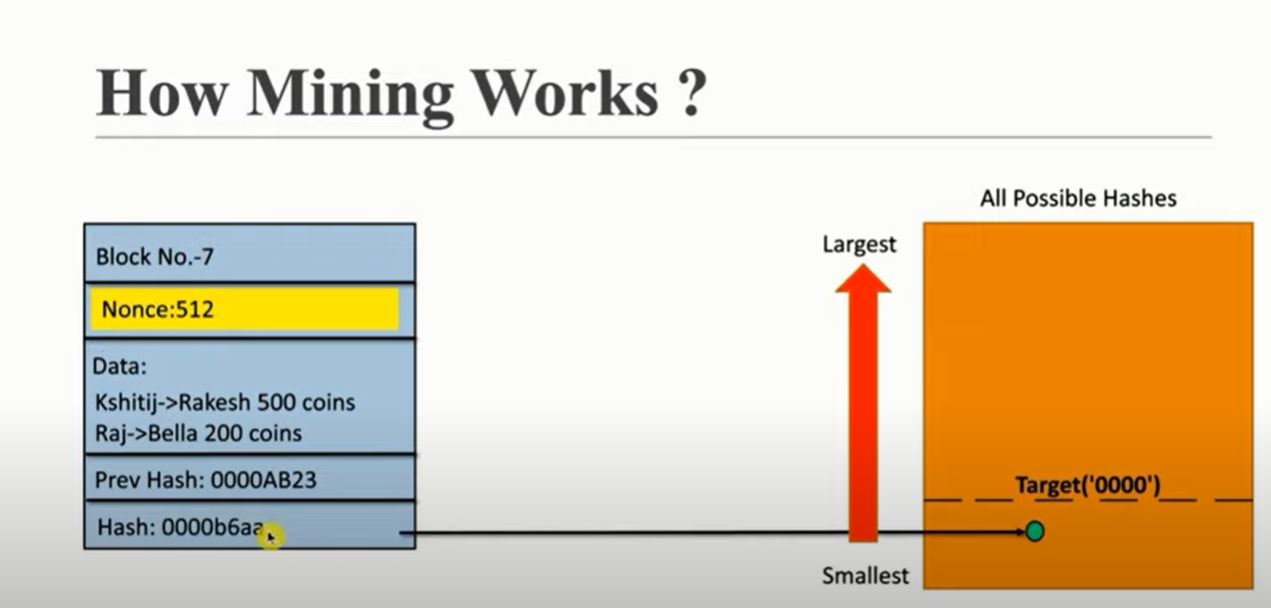 How Mining Works ?
Block No.-7
Nonce:512
Data:
Kshitij->Rakesh 500 coins
Raj->Bella 200 coins
Prev Hash: 0000AB23
Hash: 0000b6aa
Largest
Smallest
All Possible Hashes
Target('0000')